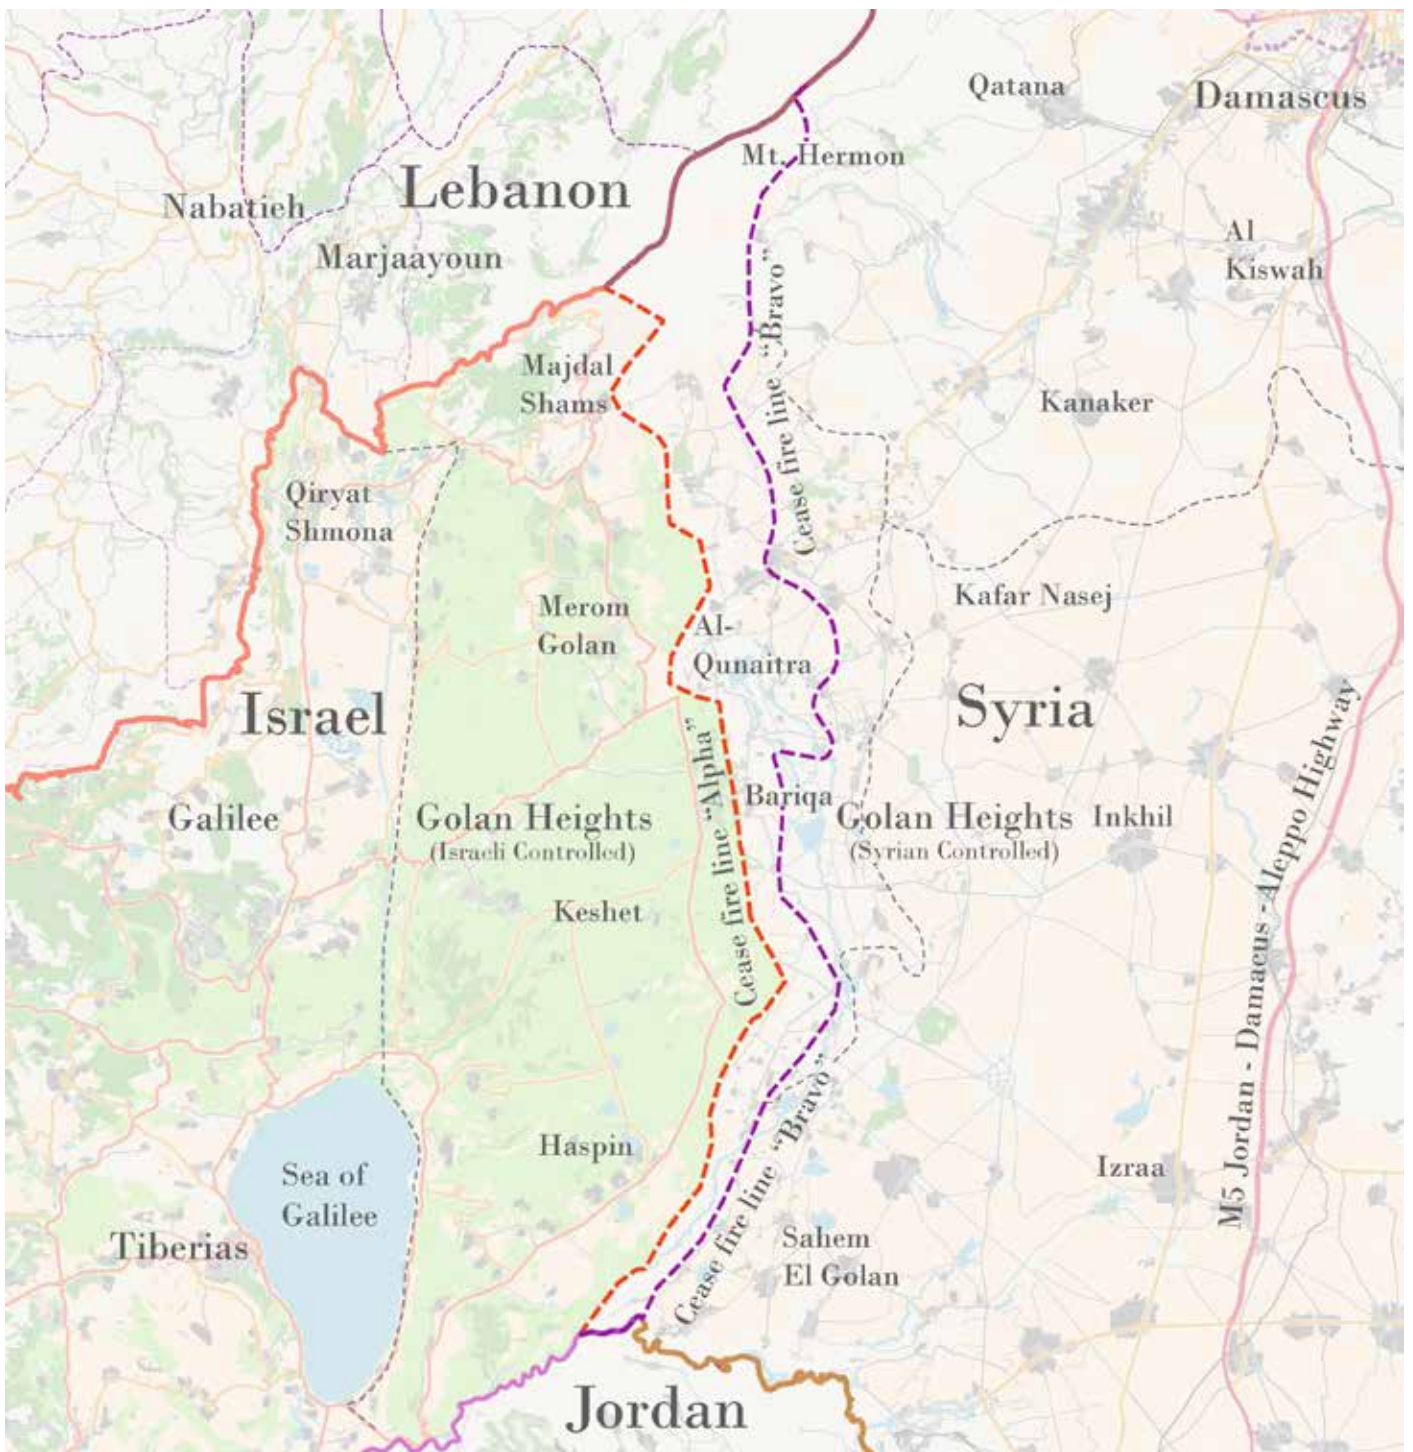 Qatana
Damascus
Mt. Hermon
Lebanon
Nabatieh
Marjaayoun
Al
Kiswah
Cease fire line "Bravo"
Majdal
Shams
Kanaker
Qiryat
Shmona
Kafar Nasej
Merom
Golan
Al-
Qunaitra
Israel
Syria
Cease fire line "Alpha"
Bariqa
Galilee
Golan Heights
(Israeli Controlled)
Golan Heights
(Syrian Controlled)
Inkhil
M5 Jordan - Damacus - Aleppo Highway
Keshet
Haspin
Sea of
Galilee
Izraa
Cease fire line "Bravo"
Tiberias
Sahem
El Golan
Jordan